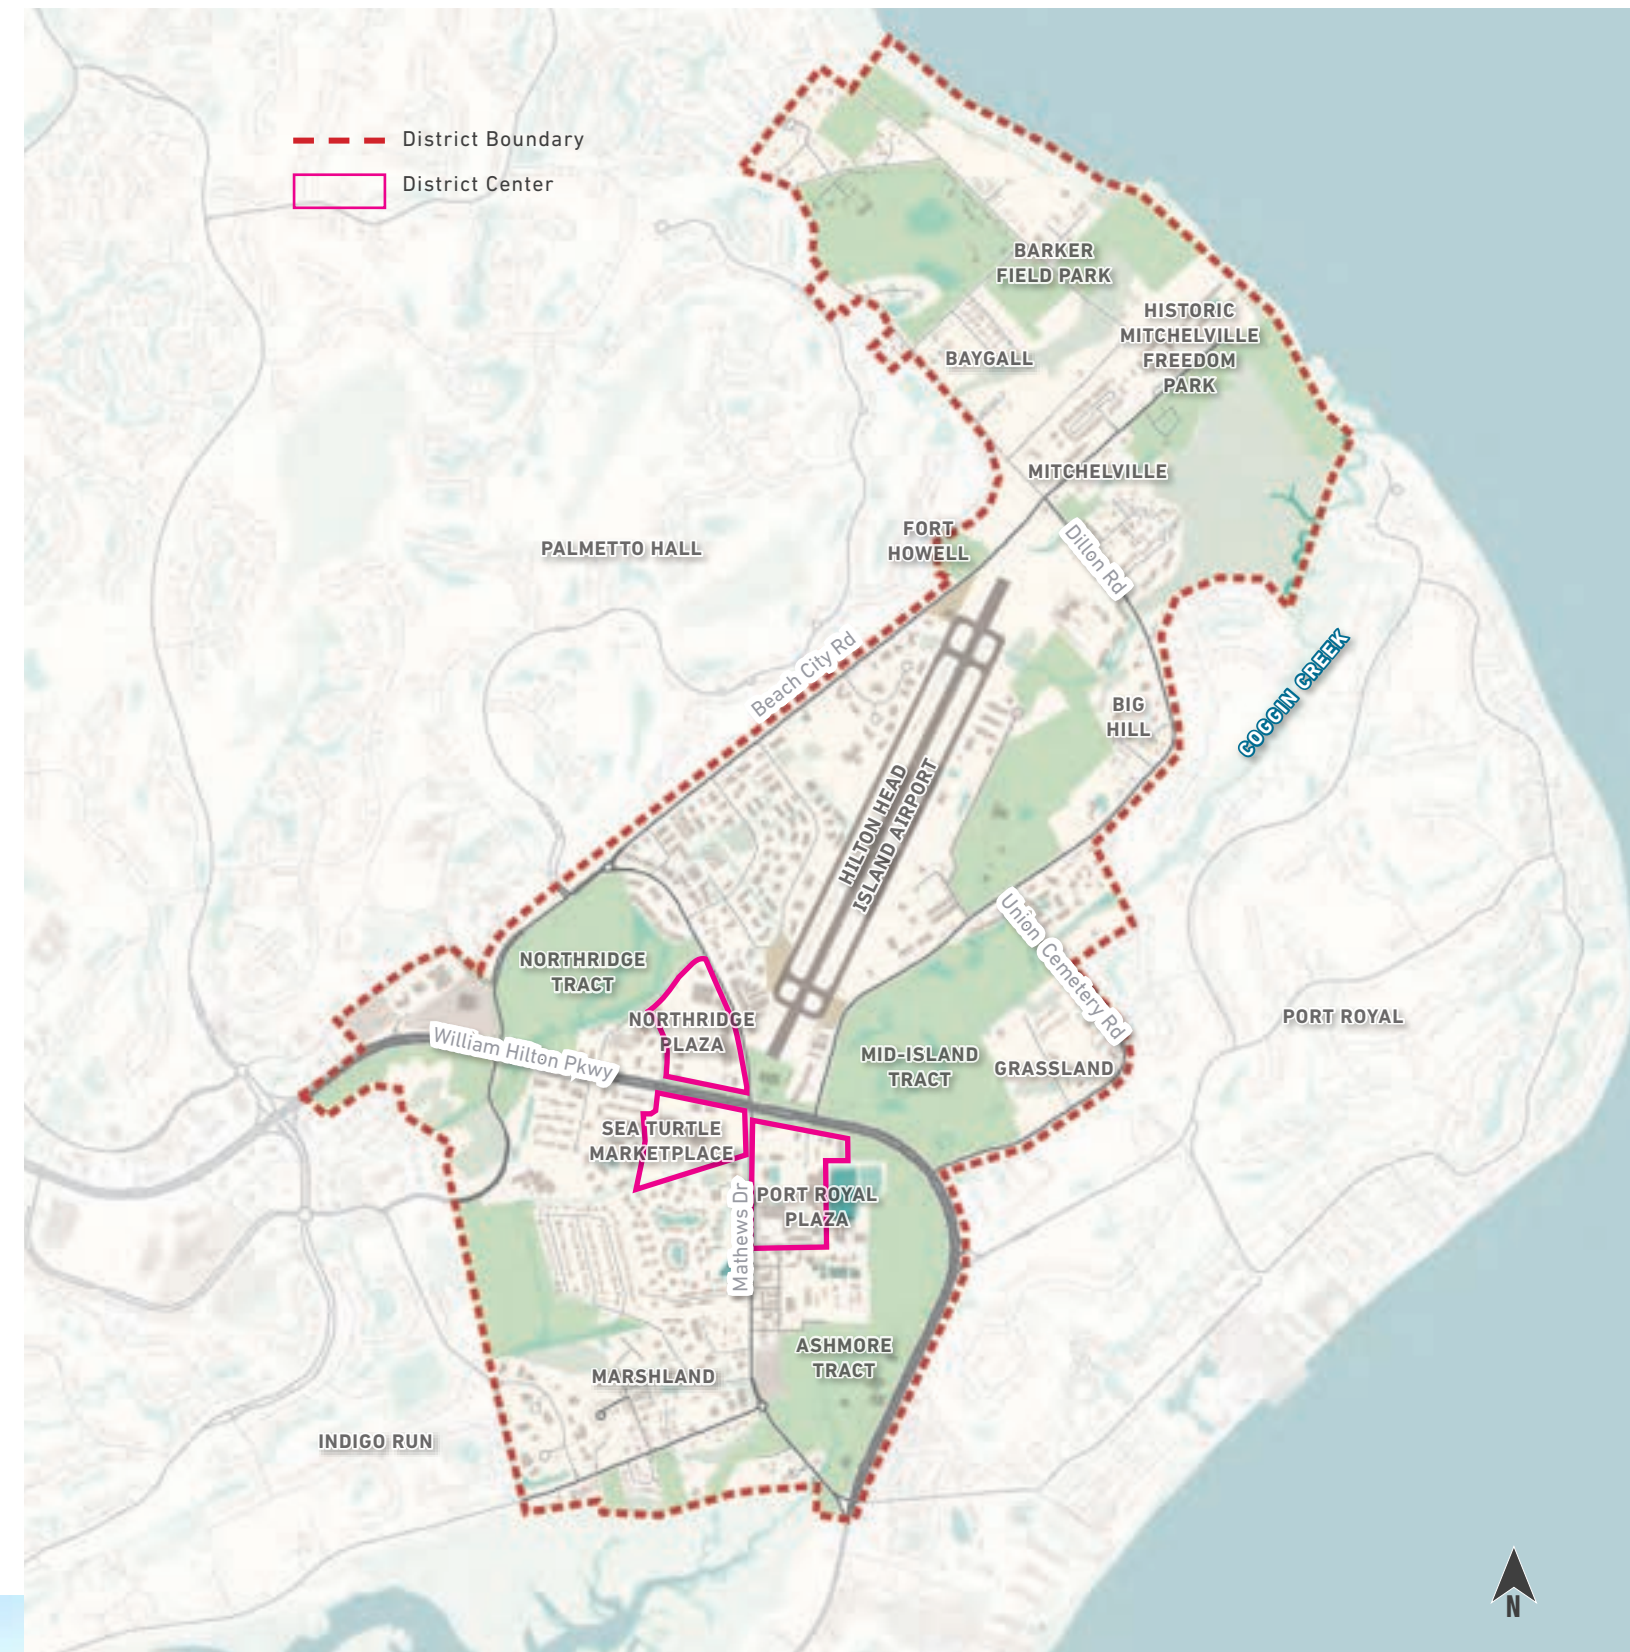 District Boundary
District Center
BARKER
FIELD PARK
HISTORIC
MITCHELVILLE
FREEDOM
PARK
BAYGALL
MITCHELVILLE
FORT
HOWELL
PALMETTO HALL
Dillon Rd
Beach City Rd
COGGIN CREEK
BIG
HILL
HILTON HEAD
ISLAND AIRPORT
Union Cemetery Rd
NORTHRIDGE
TRACT
NORTHRIDGE
PLAZA
PORT ROYAL
William Hilton Pkwy
MID-ISLAND
TRACT
GRASSLAND
SEA TURTLE
MARKETPLACE
PORT ROYAL
PLAZA
Mathews Dr
ASHMORE
TRACT
MARSHLAND
INDIGO RUN
N